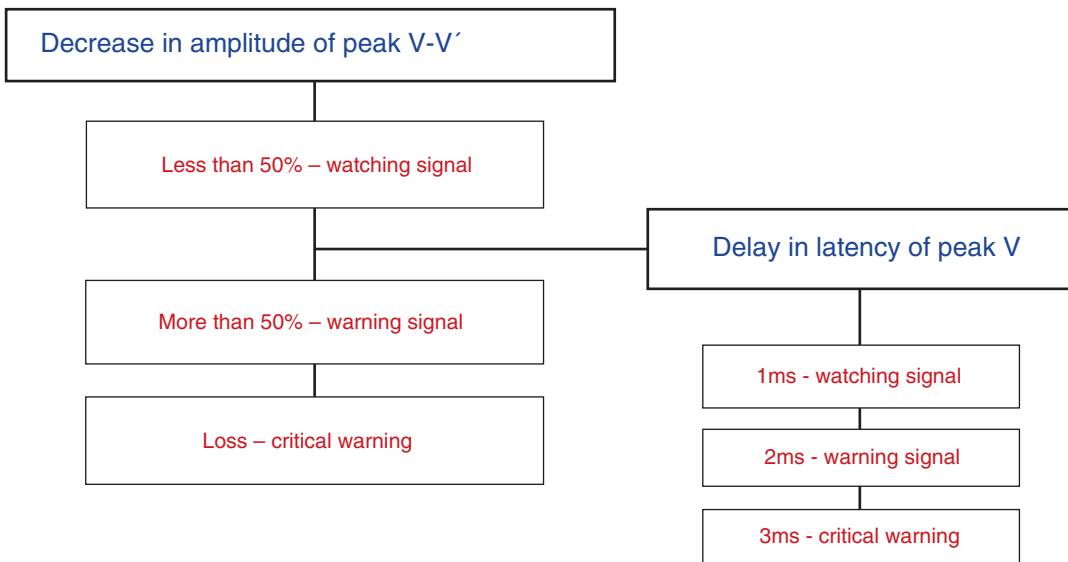 Decrease in amplitude of peak V-V´
Less than 50% – watching signal
More than 50% – warning signal
Loss – critical warning
Delay in latency of peak V
1ms - watching signal
2ms - warning signal
3ms - critical warning